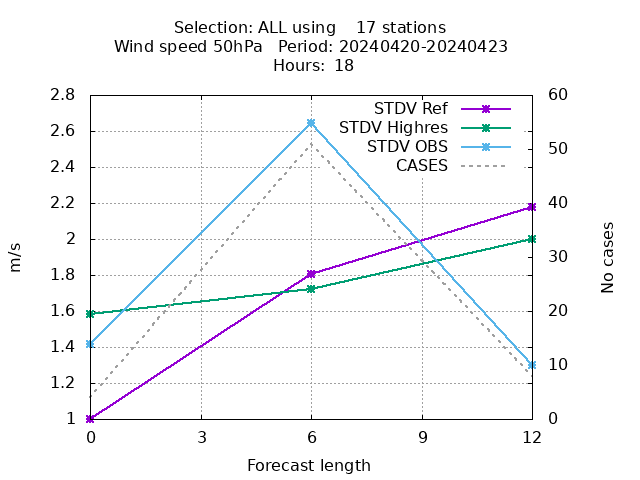 Selection: ALL using    17 stations
Wind speed 50hPa   Period: 20240420-20240423
Hours:  18
STDV Ref
STDV Highres
STDV OBS
CASES
2.8
2.6
2.4
2.2
2
1.8
1.6
1.4
1.2
1
60
50
40
30
20
10
0
m/s
No cases
0 3 6 9 12
Forecast length